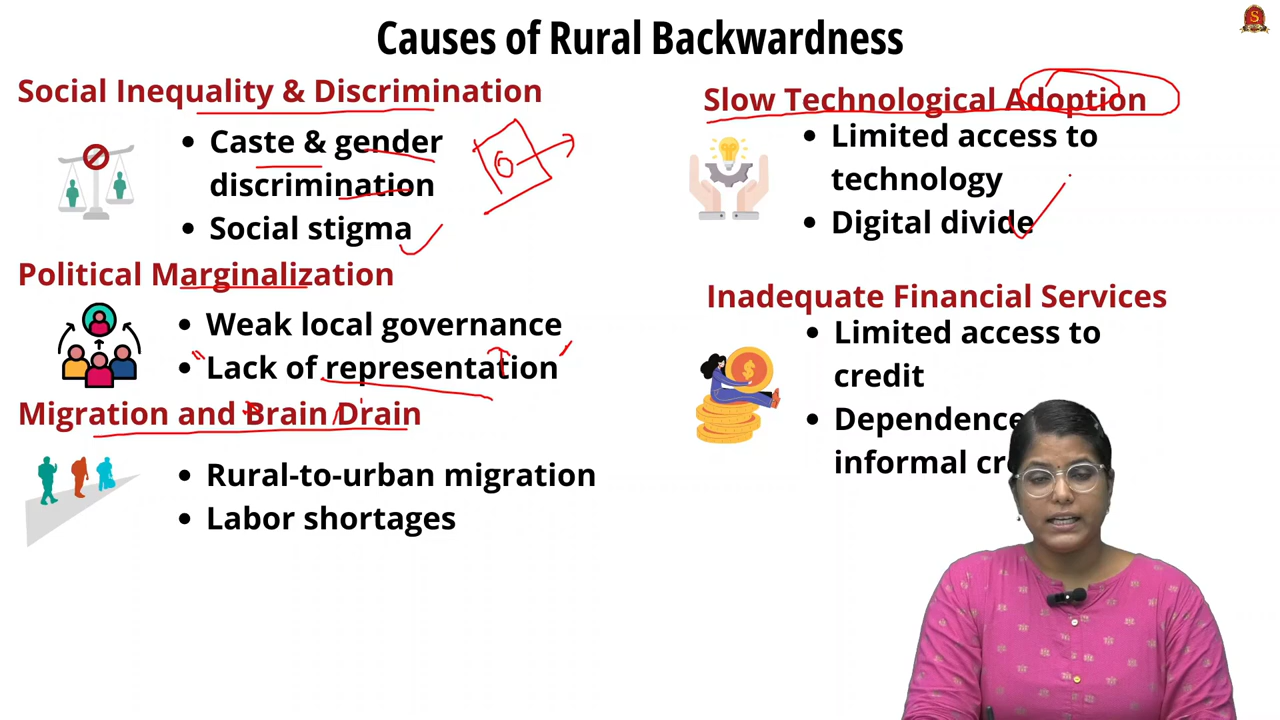 Causes of Rural Backwardness
Social Inequality & Discrimination
• Caste & gender
discrimination
• Social stigma
Political Marginalization
• Weak local governance
• Lack of representation
Migration and Brain Drain
• Rural-to-urban migration
• Labor shortages
Slow Technological Adoption
• Limited access to
technology
• Digital divide
Inadequate Financial Services
• Limited access to
credit
• Dependence
informal